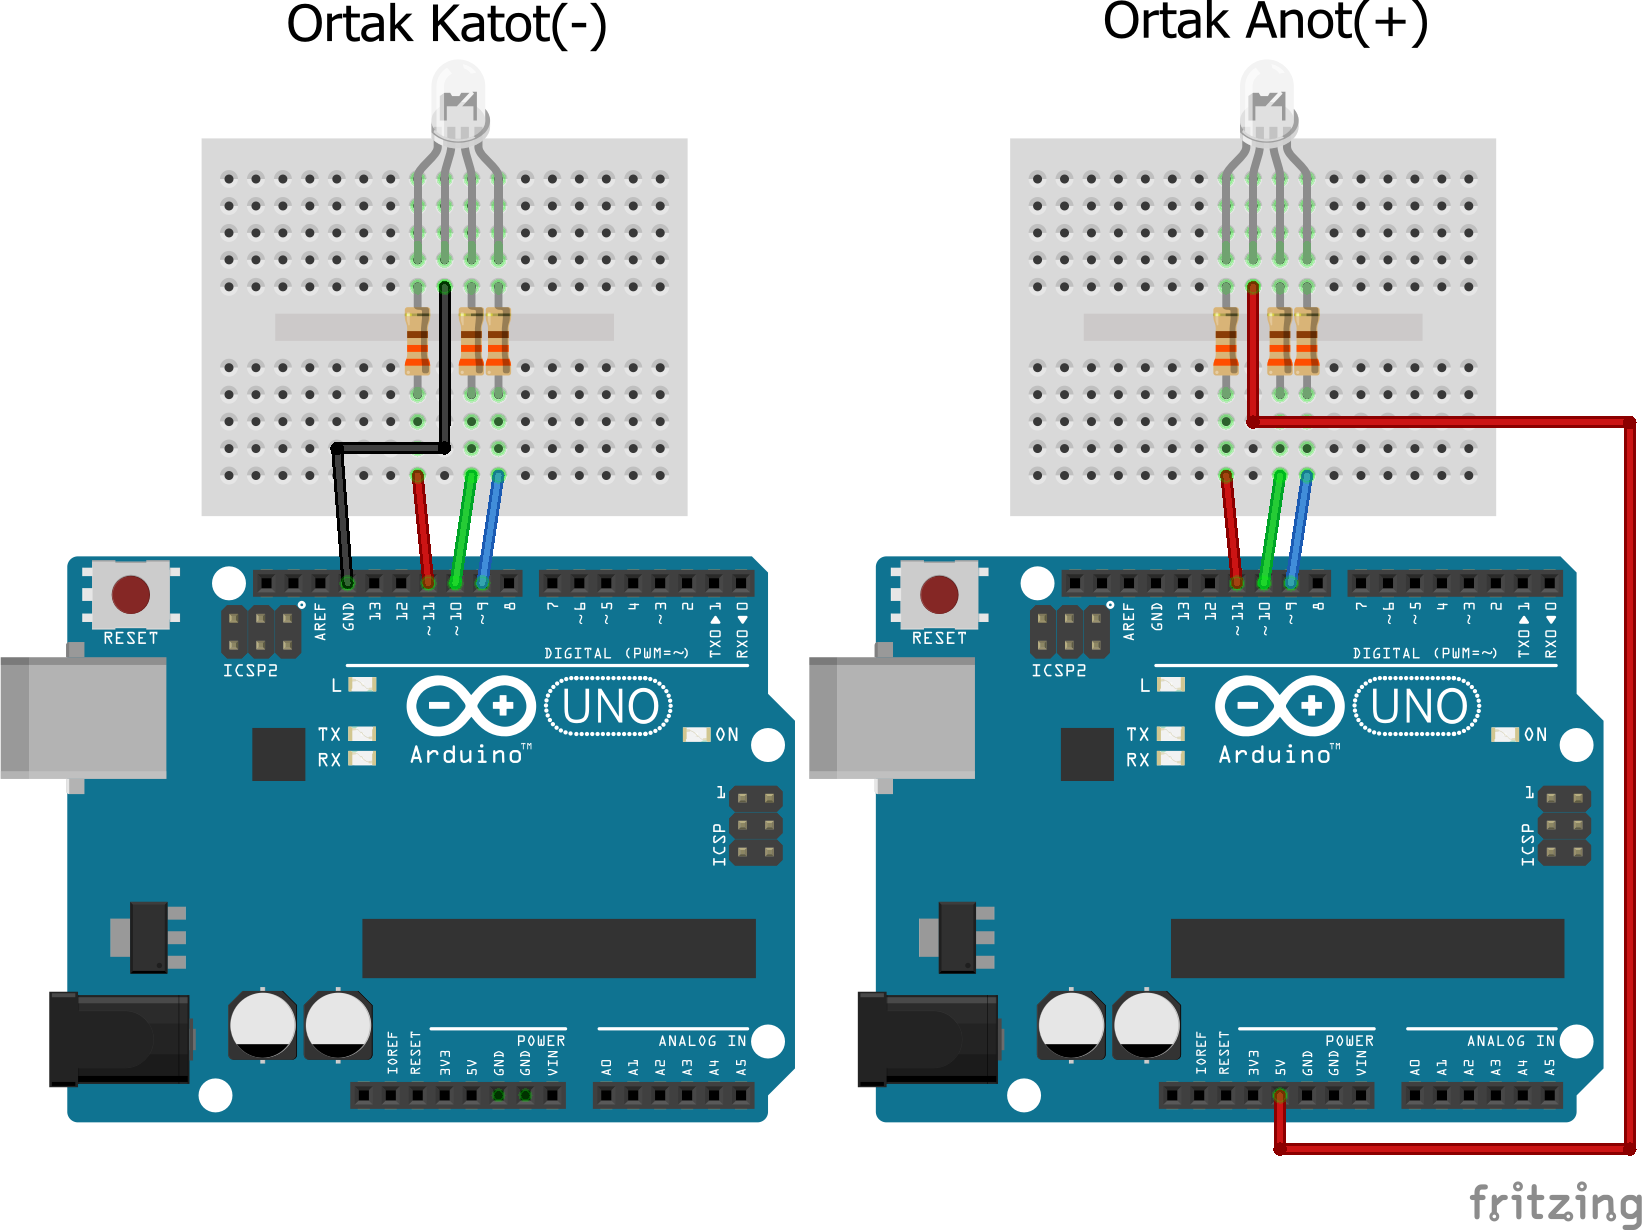 Ortak Katot(-)
RESET
ICSP2
AREF
GND
13
12
~11
~10
~9
8
7
~6
~5
4
~3
2
TX0▶1
RX0◀0
DIGITAL (PWM=~)
L
TX
RX
UNO
Arduino™
ON
1
ICSP
IOREF
RESET
3V3
5V
GND
GND
VIN
POWER
A0
A1
A2
A3
A4
A5
ANALOG IN
Ortak Anot(+)
RESET
ICSP2
AREF
GND
13
12
~11
~10
~9
8
7
~6
~5
4
~3
2
TX0▶1
RX0◀0
DIGITAL (PWM=~)
L
TX
RX
UNO
Arduino™
ON
1
ICSP
IOREF
RESET
3V3
5V
GND
GND
VIN
POWER
A0
A1
A2
A3
A4
A5
ANALOG IN
fritzing